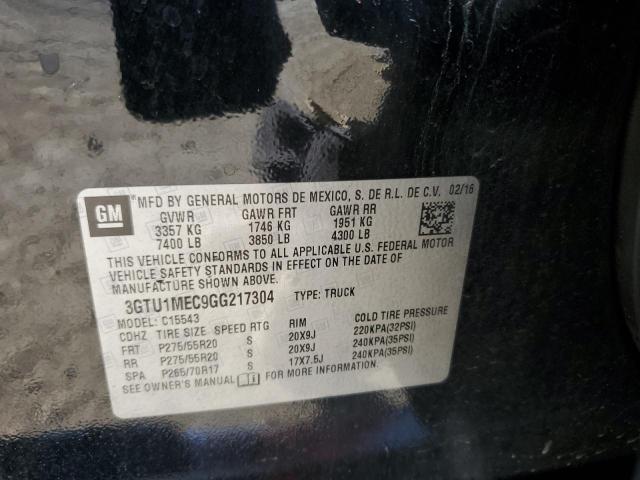 GM
*MFD BY GENERAL MOTORS DE MEXICO, S. DE R.L. DE C.V. 02/16
GVWR GAWR FRT GAWR RR
3357 KG 1746 KG 1951 KG
7400 LB 3850 LB 4300 LB
THIS VEHICLE CONFORMS TO ALL APPLICABLE U.S. FEDERAL MOTOR
VEHICLE SAFETY STANDARDS IN EFFECT ON THE DATE OF
MANUFACTURE SHOWN ABOVE.
3GTU1MEC9GG217304 TYPE: TRUCK
MODEL: C15543
CDHZ TIRE SIZE SPEED RTG RIM COLD TIRE PRESSURE
FRT P275/55R20 S 20X9J 220KPA(32PSI)
RR P275/55R20 S 20X9J 240KPA(35PSI)
SPA P265/70R17 S 17X7.5J 240KPA(35PSI)
SEE OWNER'S MANUAL FOR MORE INFORMATION.